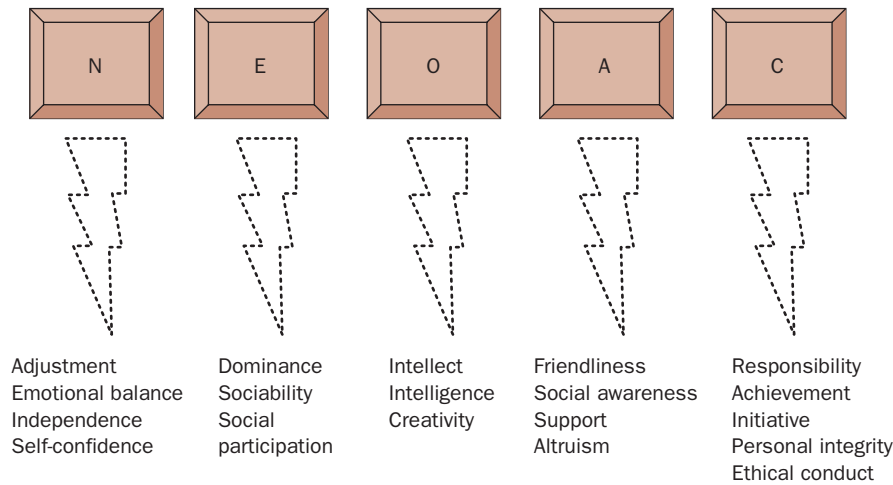 N
E
O
A
C
Adjustment
Emotional balance
Independence
Self-confidence
Dominance
Sociability
Social
participation
Intellect
Intelligence
Creativity
Friendliness
Social awareness
Support
Altruism
Responsibility
Achievement
Initiative
Personal integrity
Ethical conduct